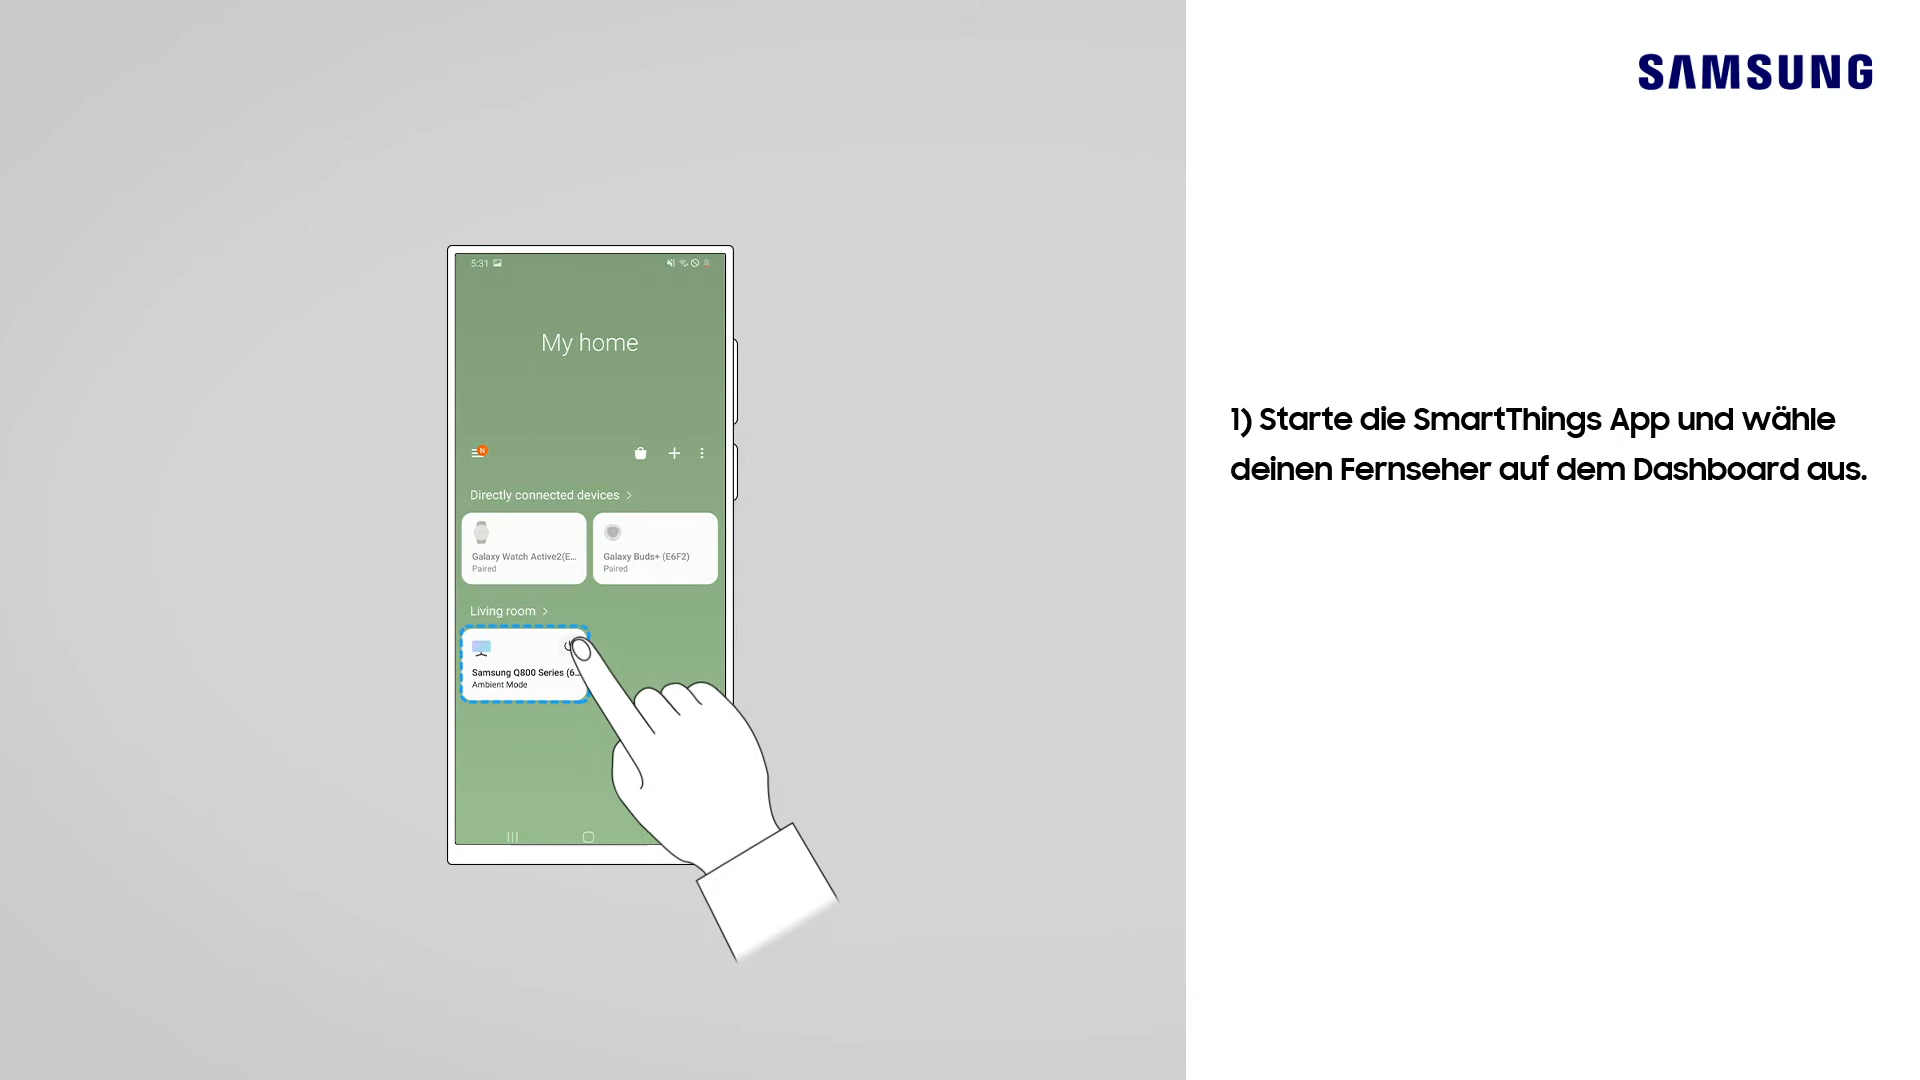 SAMSUNG
5:31
My home
N
Directly connected devices >
Galaxy Watch Active2(E...
Paired
Galaxy Buds+ (E6F2)
Paired
Living room >
Samsung Q800 Series (6...
Ambient Mode
1) Starte die SmartThings App und wähle
deinen Fernseher auf dem Dashboard aus.